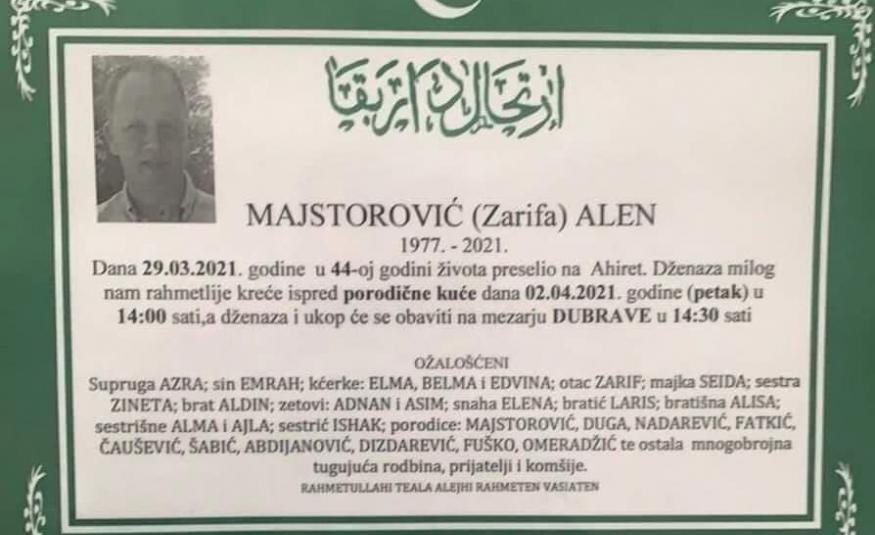 إرتحال دار بقا
MAJSTOROVIĆ (Zarifa) ALEN
1977. - 2021.
Dana 29.03.2021. godine u 44-oj godini života preselio na Ahiret. Dženaza milog
nam rahmetlije kreće ispred porodične kuće dana 02.04.2021. godine (petak) u
14:00 sati,a dženaza i ukop će se obaviti na mezarju DUBRAVE u 14:30 sati
OŽALOŠĆENI
Supruga AZRA; sin EMRAH; kćerke: ELMA, BELMA i EDVINA; otac ZARIF; majka SEIDA; sestra
ZINETA; brat ALDIN; zetovi: ADNAN i ASIM; snaha ELENA; bratić LARIS; bratišna ALISA;
sestrišne ALMA i AJLA; sestrić ISHAK; porodice: MAJSTOROVIĆ, DUGA, NADAREVIĆ, FATKIĆ,
ČAUŠEVIĆ, ŠABIĆ, ABDIJANOVIĆ, DIZDAREVIĆ, FUŠKO, OMERADŽIĆ te ostala mnogobrojna
tugujuća rodbina, prijatelji i komšije.
RAHMETULLAHI TEALA ALEJHI RAHMETEN VASIATEN